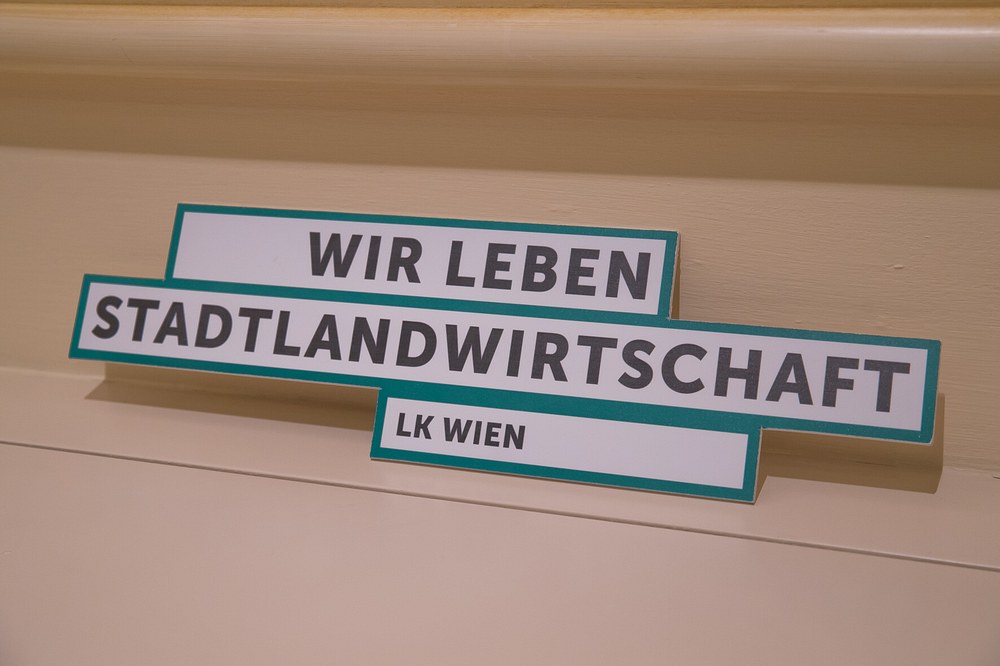 WIR LEBEN
STADTLANDWIRTSCHAFT
LK WIEN